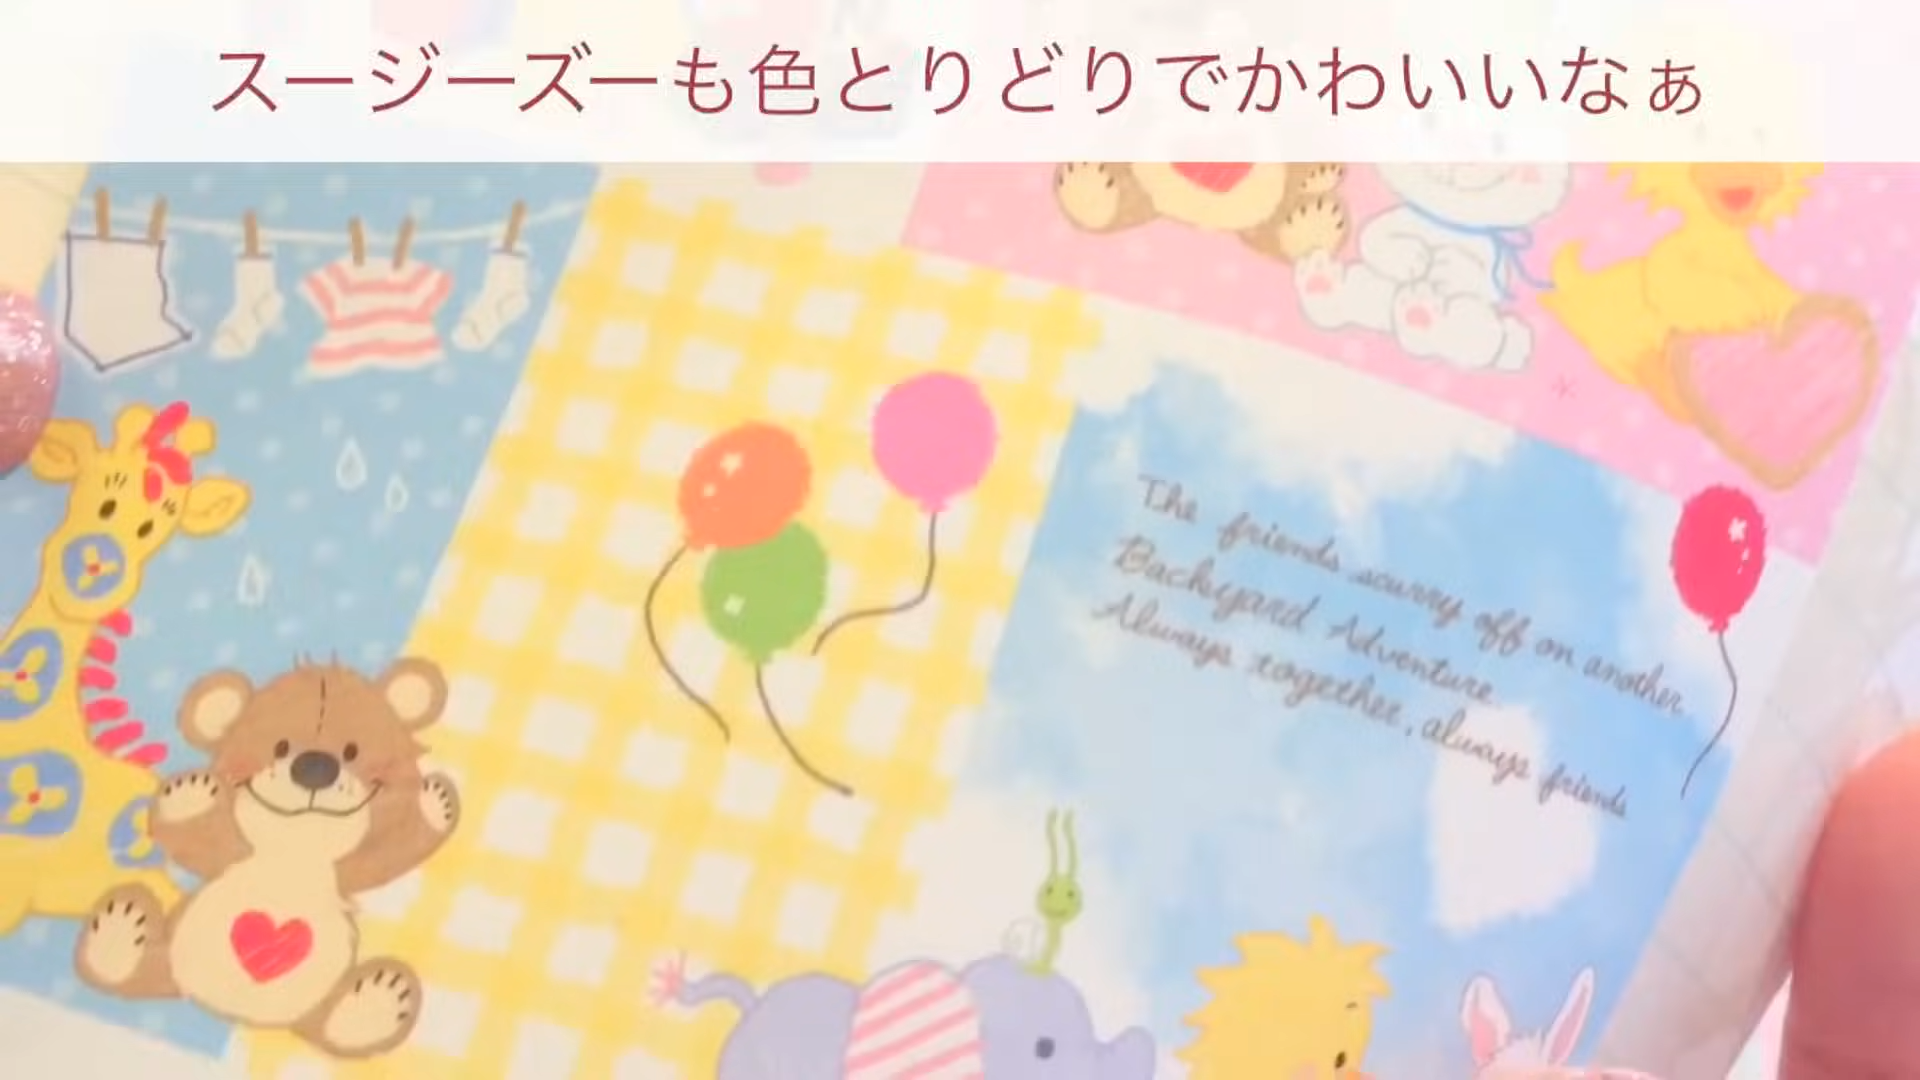 スージーズーも色とりどりでかわいいなぁ
The friends scurry off on another
Backyard Adventure.
Always together, always friends